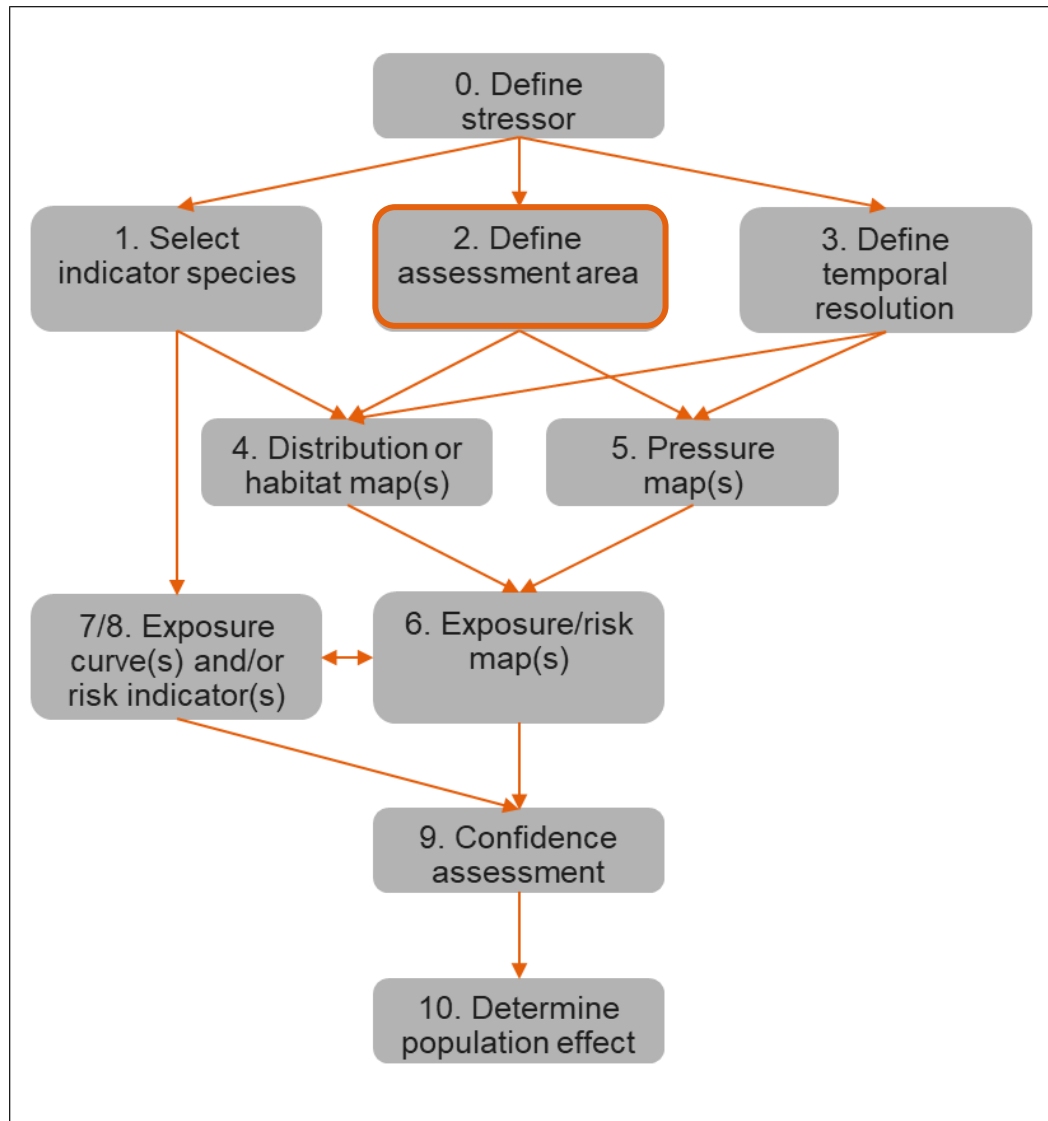 0. Define
stressor
1. Select
indicator species
2. Define
assessment area
3. Define
temporal
resolution
4. Distribution or
habitat map(s)
5. Pressure
map(s)
7/8. Exposure
curve(s) and/or
risk indicator(s)
6. Exposure/risk
map(s)
9. Confidence
assessment
10. Determine
population effect